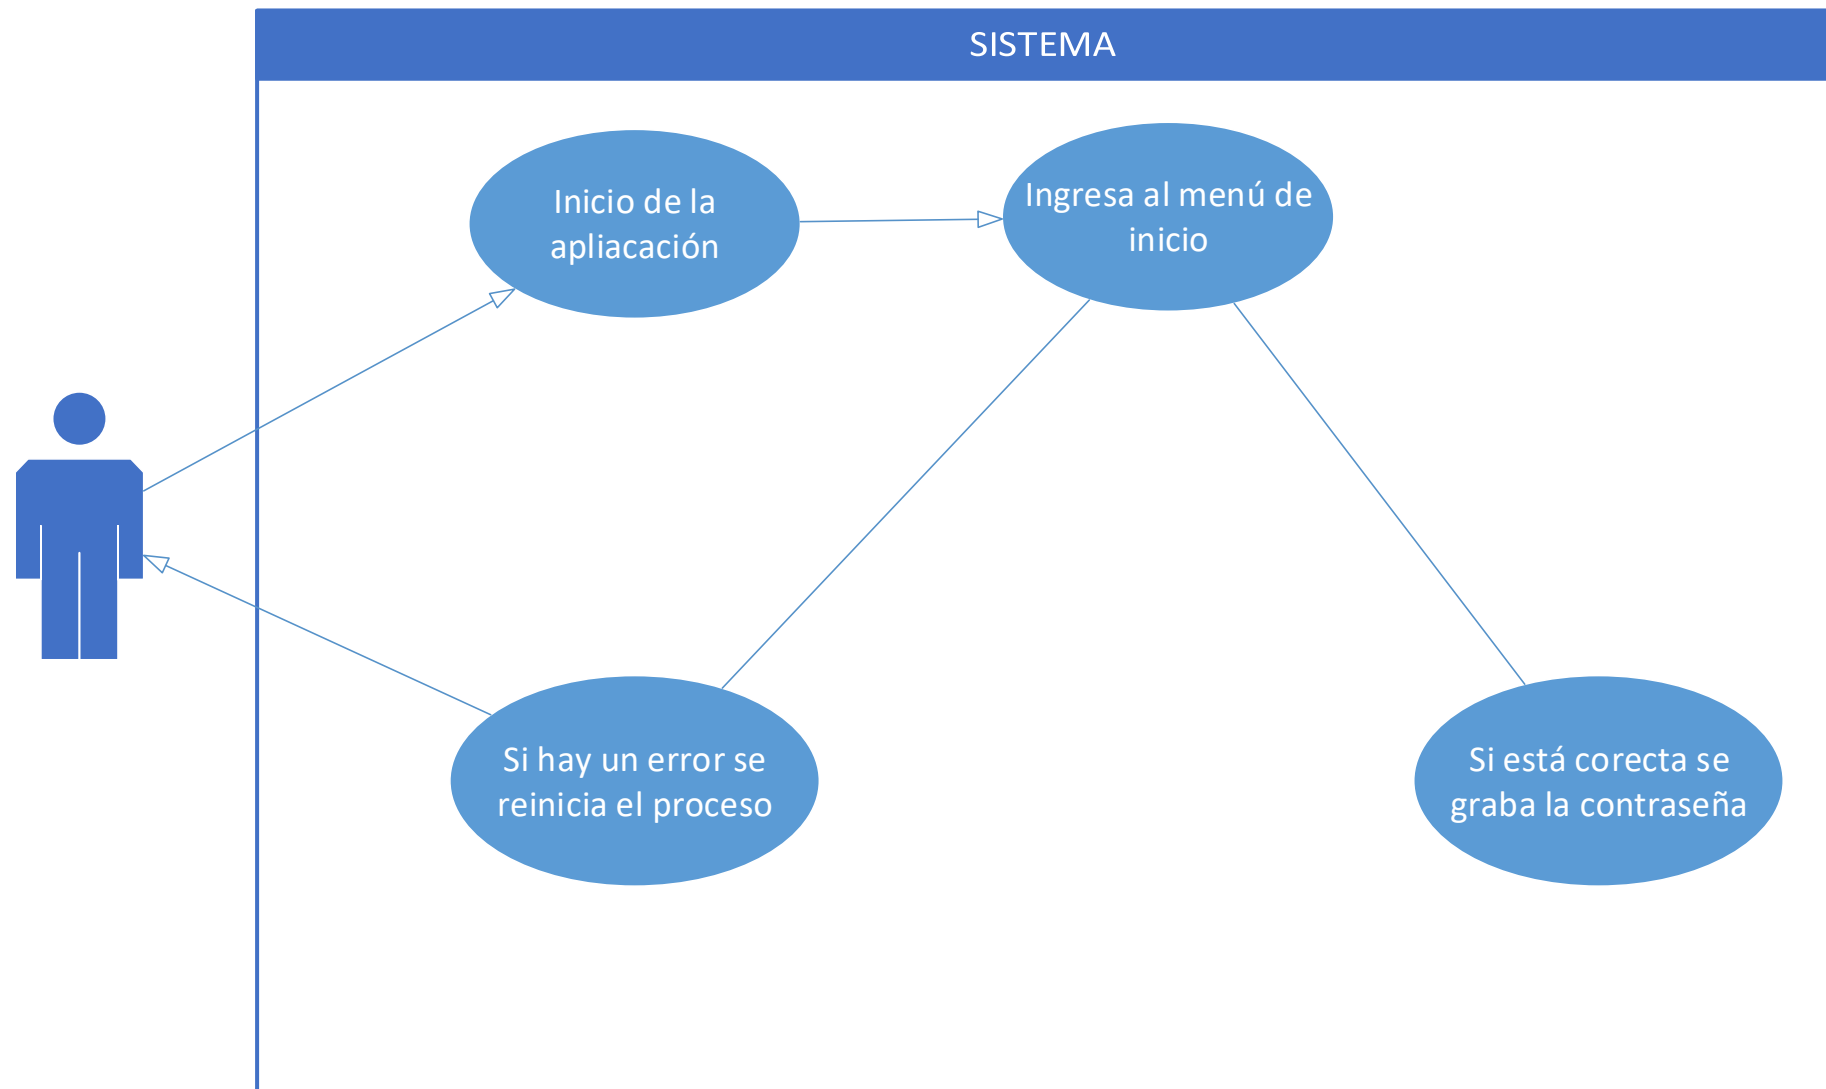 SISTEMA
Inicio de la
apliacación
Ingresa al menú de
inicio
Si hay un error se
reinicia el proceso
Si está corecta se
graba la contraseña